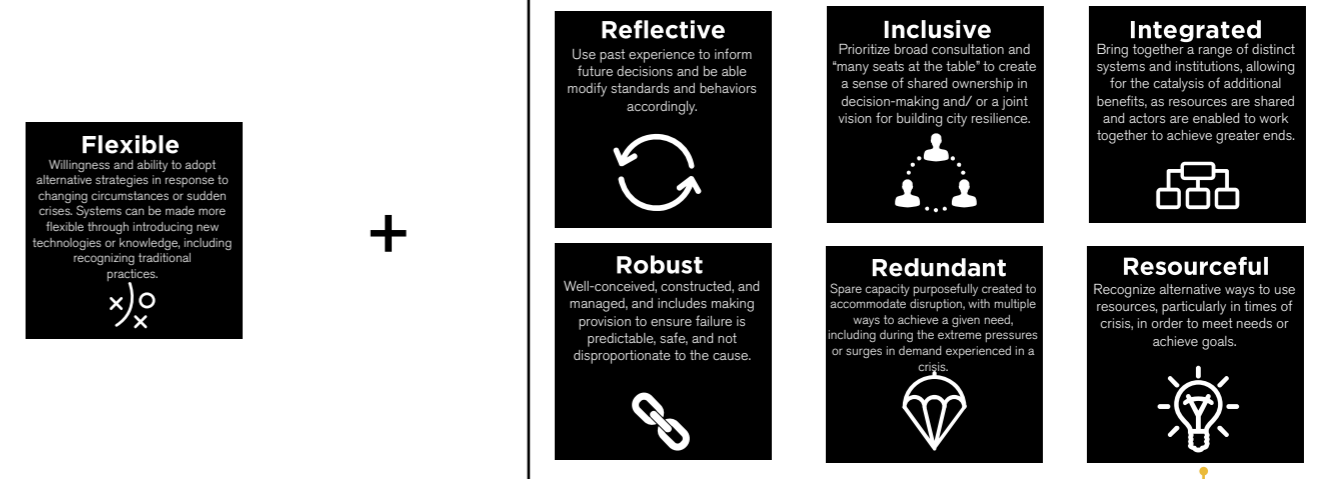 Flexible
Willingness and ability to adopt
alternative strategies in response to
changing circumstances or sudden
crises. Systems can be made more
flexible through introducing new
technologies or knowledge, including
recognizing traditional
practices.
+
Reflective
Use past experience to inform
future decisions and be able
modify standards and behaviors
accordingly.
Inclusive
Prioritize broad consultation and
“many seats at the table” to create
a sense of shared ownership in
decision-making and/ or a joint
vision for building city resilience.
Integrated
Bring together a range of distinct
systems and institutions, allowing
for the catalysis of additional
benefits, as resources are shared
and actors are enabled to work
together to achieve greater ends.
Robust
Well-conceived, constructed, and
managed, and includes making
provision to ensure failure is
predictable, safe, and not
disproportionate to the cause.
Redundant
Spare capacity purposefully created to
accommodate disruption, with multiple
ways to achieve a given need,
including during the extreme pressures
or surges in demand experienced in a
crisis.
Resourceful
Recognize alternative ways to use
resources, particularly in times of
crisis, in order to meet needs or
achieve goals.